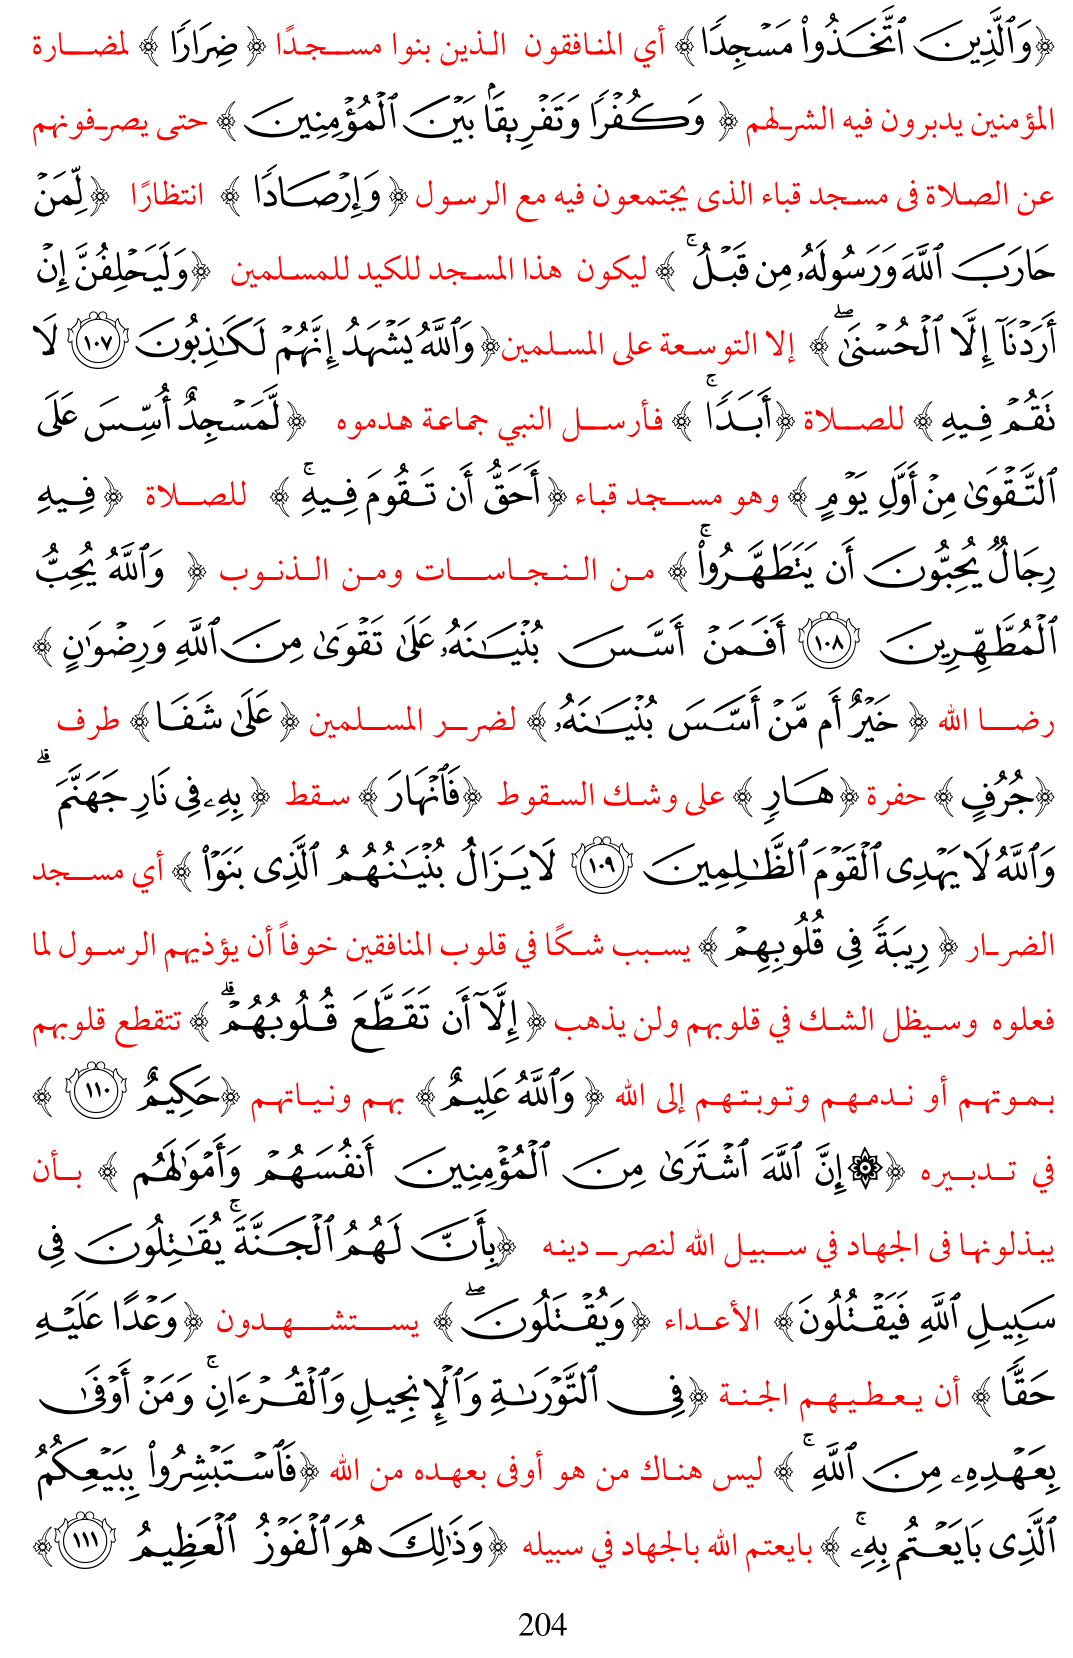 ﴿وَٱلَّذِينَ ٱتَّخَذُواْ مَسۡجِدٗا﴾ أي المنافقون الذين بنوا مسجدًا ﴿ ضِرَارٗا ﴾ لمضارة
المؤمنين يدبرون فيه الشر لهم ﴿ وَكُفۡرٗا وَتَفۡرِيقَۢا بَيۡنَ ٱلۡمُؤۡمِنِينَ ﴾ حتى يصرفونهم
عن الصلاة فى مسجد قباء الذى يجتمعون فيه مع الرسول ﴿ وَإِرۡصَادٗا ﴾ انتظارًا ﴿لِّمَنۡ
حَارَبَ ٱللَّهَ وَرَسُولَهُۥ مِن قَبۡلُۚ ﴾ ليكون هذا المسجد للكيد للمسلمين ﴿وَلَيَحۡلِفُنَّ إِنۡ
أَرَدۡنَآ إِلَّا ٱلۡحُسۡنَىٰۖ ﴾ إلا التوسعة على المسلمين﴿ وَٱللَّهُ يَشۡهَدُ إِنَّهُمۡ لَكَٰذِبُونَ ١٠٧ لَا
تَقُمۡ فِيهِ ﴾ للصلاة ﴿أَبَدٗاۚ ﴾ فأرسل النبي جماعة هدموه ﴿لَّمَسۡجِدٌ أُسِّسَ عَلَى
ٱلتَّقۡوَىٰ مِنۡ أَوَّلِ يَوۡمٍ ﴾ وهو مسجد قباء ﴿ أَحَقُّ أَن تَقُومَ فِيهِۚ ﴾ للصلاة ﴿ فِيهِ
رِجَالٞ يُحِبُّونَ أَن يَتَطَهَّرُواْۚ ﴾ من النجاسات ومن الذنوب ﴿ وَٱللَّهُ يُحِبُّ
ٱلۡمُطَّهِّرِينَ ١٠٨ أَفَمَنۡ أَسَّسَ بُنۡيَٰنَهُۥ عَلَىٰ تَقۡوَىٰ مِنَ ٱللَّهِ وَرِضۡوَٰنٍ ﴾
رضا الله ﴿ خَيۡرٌ أَم مَّنۡ أَسَّسَ بُنۡيَٰنَهُۥ ﴾ لضرر المسلمين ﴿ عَلَىٰ شَفَا﴾ طرف
﴿جُرُفٍ ﴾ حفرة ﴿ هَارٖ ﴾ على وشك السقوط ﴿فَٱنۡهَارَ ﴾ سقط ﴿ بِهِۦ فِي نَارِ جَهَنَّمَۗ
وَٱللَّهُ لَا يَهۡدِي ٱلۡقَوۡمَ ٱلظَّٰلِمِينَ ١٠٩ لَا يَزَالُ بُنۡيَٰنُهُمُ ٱلَّذِي بَنَوۡاْ ﴾ أي مسجد
الضرار ﴿ رِيبَةٗ فِي قُلُوبِهِمۡ ﴾ يسبب شكًا في قلوب المنافقين خوفاً أن يؤذيهم الرسول لما
فعلوه وسيظل الشك في قلوبهم ولن يذهب ﴿ إِلَّآ أَن تَقَطَّعَ قُلُوبُهُمۡۗ ﴾ تتقطع قلوبهم
بموتهم أو ندمهم وتوبتهم إلى الله ﴿ وَٱللَّهُ عَلِيمٌ ﴾ بهم ونياتهم ﴿حَكِيمٌ ١١٠ ﴾
في تدبيره ﴿۞ إِنَّ ٱللَّهَ ٱشۡتَرَىٰ مِنَ ٱلۡمُؤۡمِنِينَ أَنفُسَهُمۡ وَأَمۡوَٰلَهُم ﴾ بأن
يبذلونها فى الجهاد في سبيل الله لنصر دينه ﴿بِأَنَّ لَهُمُ ٱلۡجَنَّةَۚ يُقَٰتِلُونَ فِي
سَبِيلِ ٱللَّهِ فَيَقۡتُلُونَ﴾ الأعداء ﴿ وَيُقۡتَلُونَۖ ﴾ يستشهدون ﴿ وَعۡدًا عَلَيۡهِ
حَقّٗا ﴾ أن يعطيهم الجنة ﴿فِي ٱلتَّوۡرَىٰةِ وَٱلۡإِنجِيلِ وَٱلۡقُرۡءَانِۚ وَمَنۡ أَوۡفَىٰ
بِعَهۡدِهِۦ مِنَ ٱللَّهِۚ ﴾ ليس هناك من هو أوفى بعهده من الله ﴿فَٱسۡتَبۡشِرُواْ بِبَيۡعِكُمُ
ٱلَّذِي بَايَعۡتُم بِهِۦۚ ﴾ بايعتم الله بالجهاد في سبيله ﴿ وَذَٰلِكَ هُوَ ٱلۡفَوۡزُ ٱلۡعَظِيمُ ١١١﴾
204